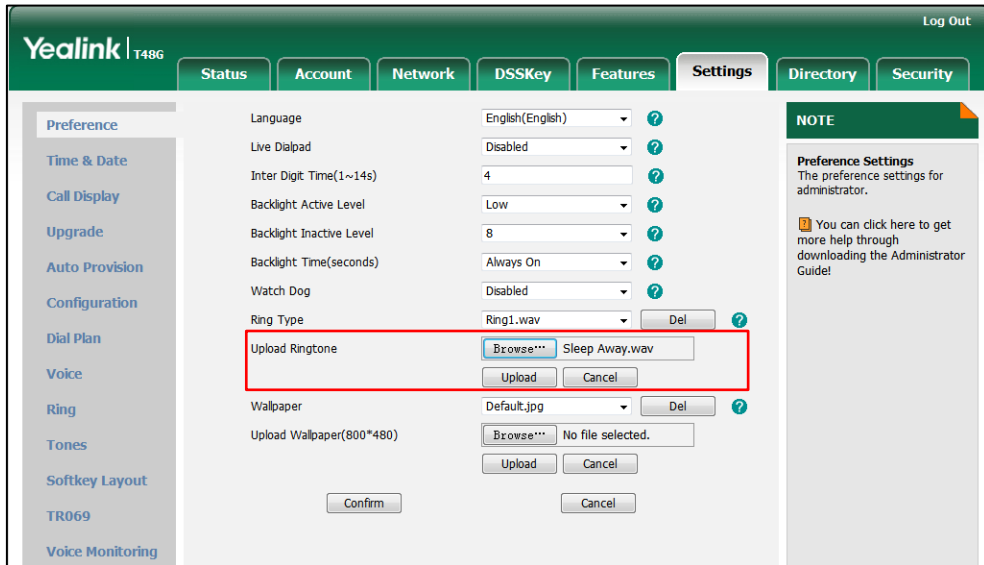 Log Out
Yealink T48G
Status Account Network DSSKey Features Settings Directory Security
Preference
Time & Date
Call Display
Upgrade
Auto Provision
Configuration
Dial Plan
Voice
Ring
Tones
Softkey Layout
TR069
Voice Monitoring
Language English(English) ?
Live Dialpad Disabled ?
Inter Digit Time(1~14s) 4 ?
Backlight Active Level Low ?
Backlight Inactive Level 8 ?
Backlight Time(seconds) Always On ?
Watch Dog Disabled ?
Ring Type Ring1.wav Del ?
Upload Ringtone Browse… Sleep Away.wav
Upload Cancel
Wallpaper Default.jpg Del ?
Upload Wallpaper(800*480) Browse… No file selected.
Upload Cancel
Confirm Cancel
NOTE
Preference Settings
The preference settings for
administrator.
? You can click here to get
more help through
downloading the Administrator
Guide!